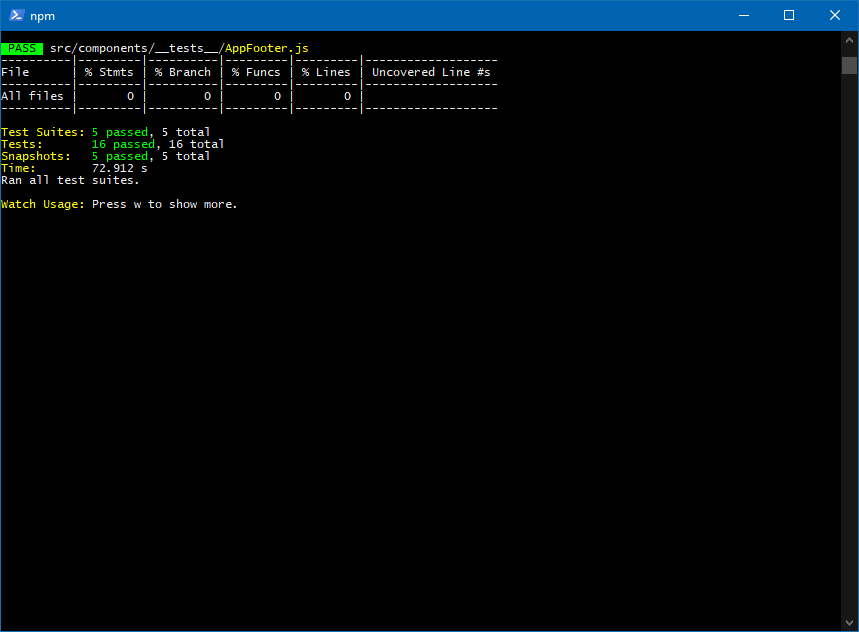 npm
PASS src/components/__tests__/AppFooter.js
----------|---------|----------|---------|---------|-------------------
File      | % Stmts | % Branch | % Funcs | % Lines | Uncovered Line #s
----------|---------|----------|---------|---------|-------------------
All files |       0 |        0 |       0 |       0 |
----------|---------|----------|---------|---------|-------------------
Test Suites: 5 passed, 5 total
Tests:       16 passed, 16 total
Snapshots:   5 passed, 5 total
Time:        72.912 s
Ran all test suites.
Watch Usage: Press w to show more.